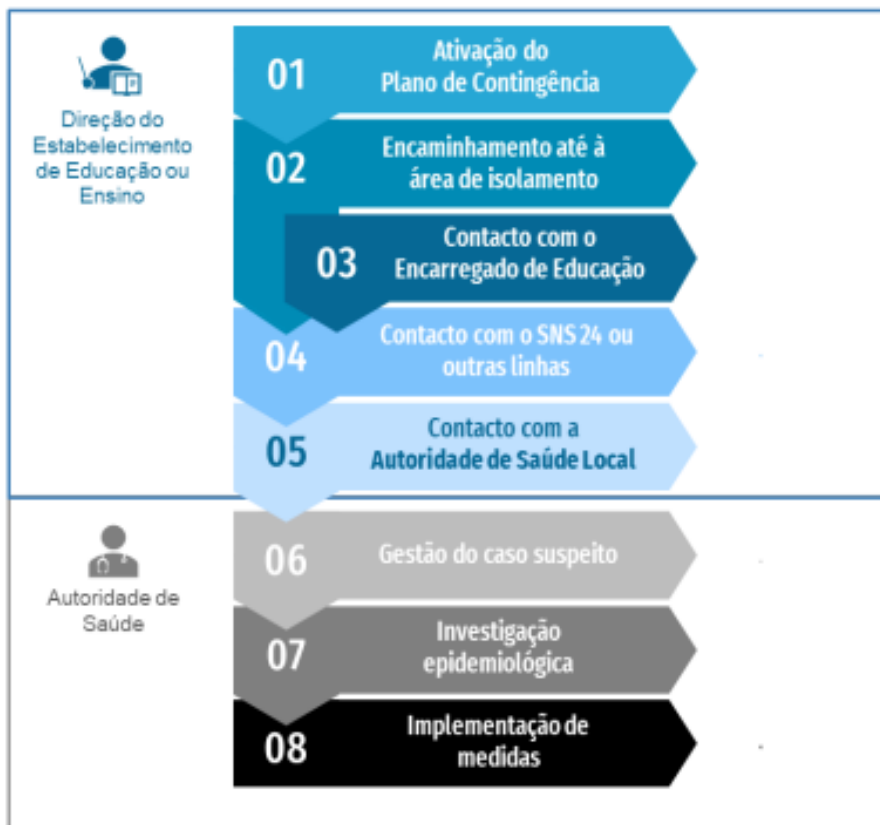 Direção do
Estabelecimento
de Educação ou
Ensino
01
Ativação do
Plano de Contingência
02
Encaminhamento até à
área de isolamento
03
Contacto com o
Encarregado de Educação
04
Contacto com o SNS 24 ou
outras linhas
05
Contacto com a
Autoridade de Saúde Local
Autoridade de
Saúde
06
Gestão do caso suspeito
07
Investigação
epidemiológica
08
Implementação de
medidas